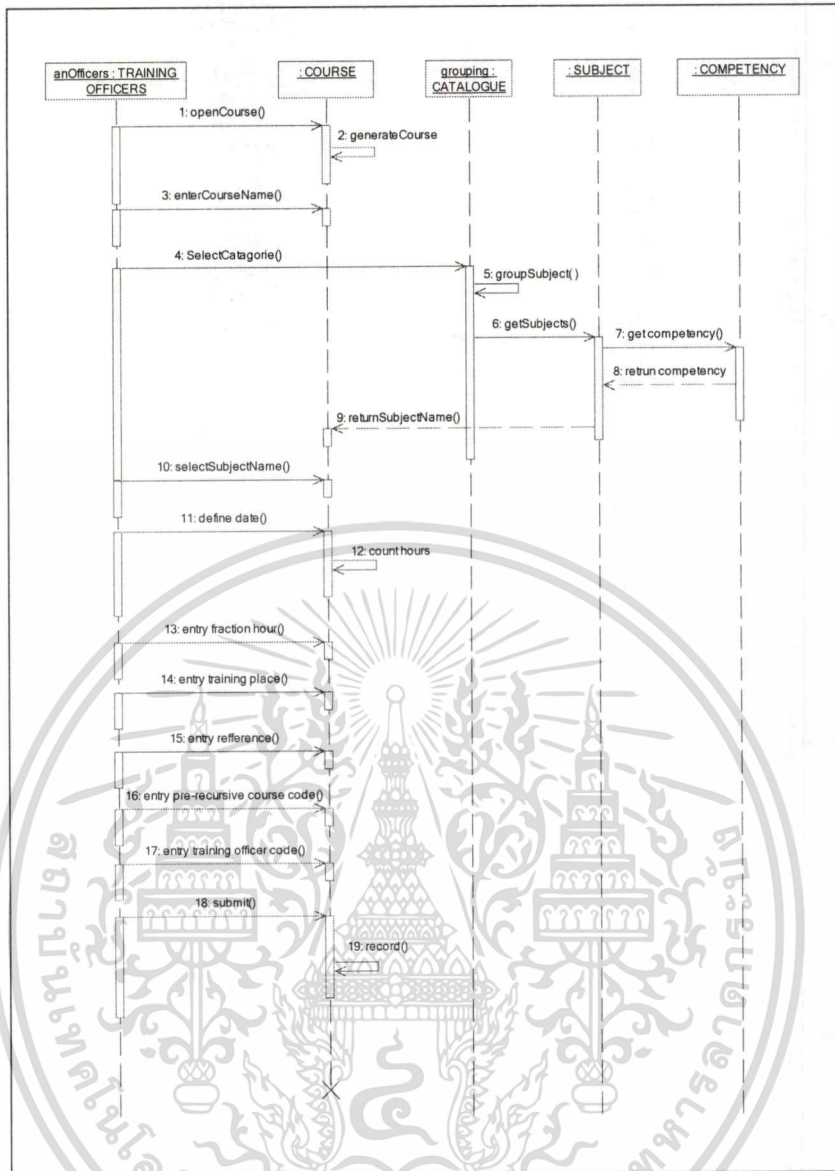 anOfficers : TRAINING
OFFICERS
: COURSE
grouping :
CATALOGUE
: SUBJECT
: COMPETENCY
1: openCourse()
2: generateCourse
3: enterCourseName()
4: SelectCatagorie()
5: groupSubject( )
6: getSubjects()
7: get competency()
8: retrun competency
9: returnSubjectName()
10: selectSubjectName()
11: define date()
12: count hours
13: entry fraction hour()
14: entry training place()
15: entry refference()
16: entry pre-recursive course code()
17: entry training officer code()
18: submit()
19: record()